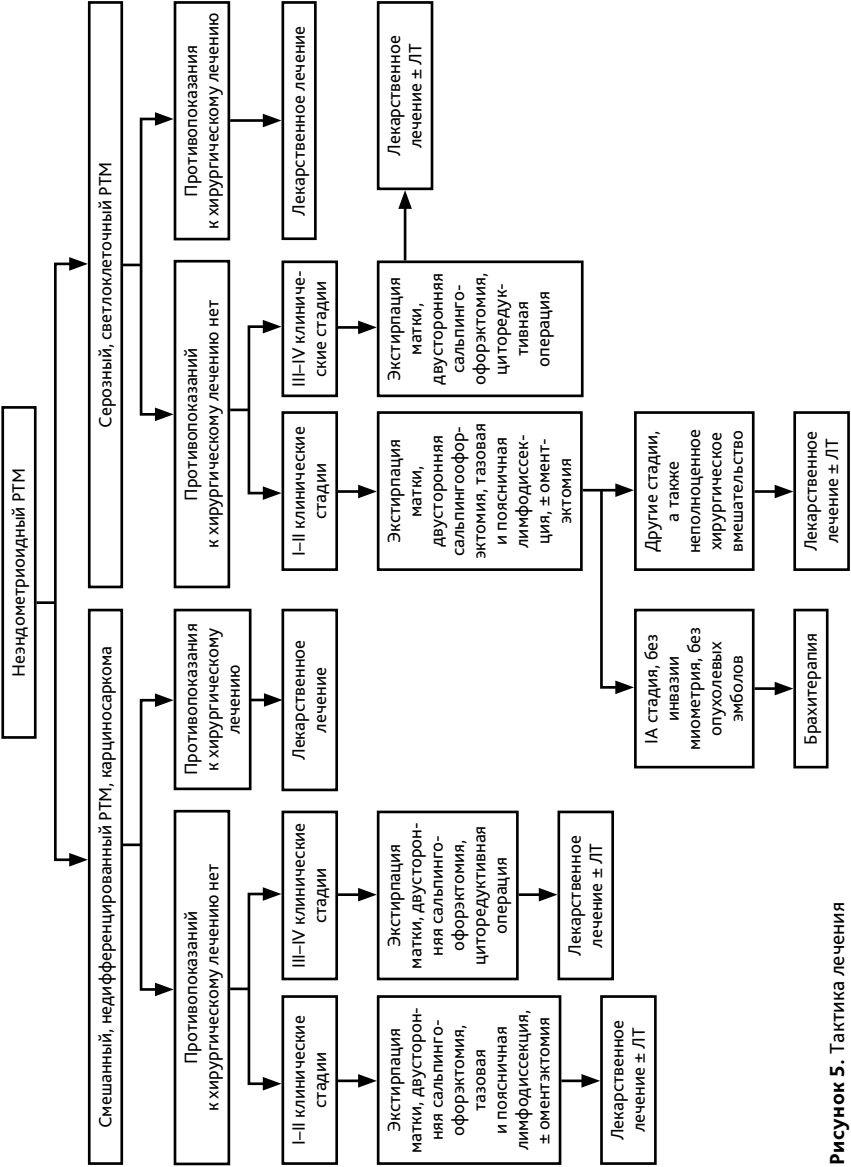 Неэндометриоидный РТМ
Смешанный, недифференцированный РТМ, карциносаркома
Серозный, светлоклеточный РТМ
Противопоказаний
к хирургическому лечению нет
Противопоказания
к хирургическому
лечению
Противопоказаний
к хирургическому лечению нет
Противопоказания
к хирургическому лечению
I–II клинические
стадии
III–IV клинические
стадии
Лекарственное
лечение
I–II клинические
стадии
III–IV клиниче-
ские стадии
Лекарственное лечение
Экстирпация
матки, двусторон-
няя сальпинго-
офорэктомия,
тазовая
и поясничная
лимфодиссекция,
± оментэктомия
Экстирпация
матки, двусторон-
няя сальпинго-
офорэктомия,
циторедуктивная
операция
Экстирпация
матки,
двусторонняя
сальпингоофор-
эктомия, тазовая
и поясничная
лимфодиссек-
ция, ± омент-
эктомия
Экстирпация
матки,
двусторонняя
сальпинго-
офорэктомия,
циторедук-
тивная
операция
Лекарственное
лечение ± ЛТ
Лекарственное
лечение ± ЛТ
Лекарственное
лечение ± ЛТ
IA стадия, без
инвазии
миометрия, без
опухолевых
эмболов
Другие стадии,
а также
неполноценное
хирургическое
вмешательство
Брахитерапия
Лекарственное
лечение ± ЛТ
Рисунок 5. Тактика лечения